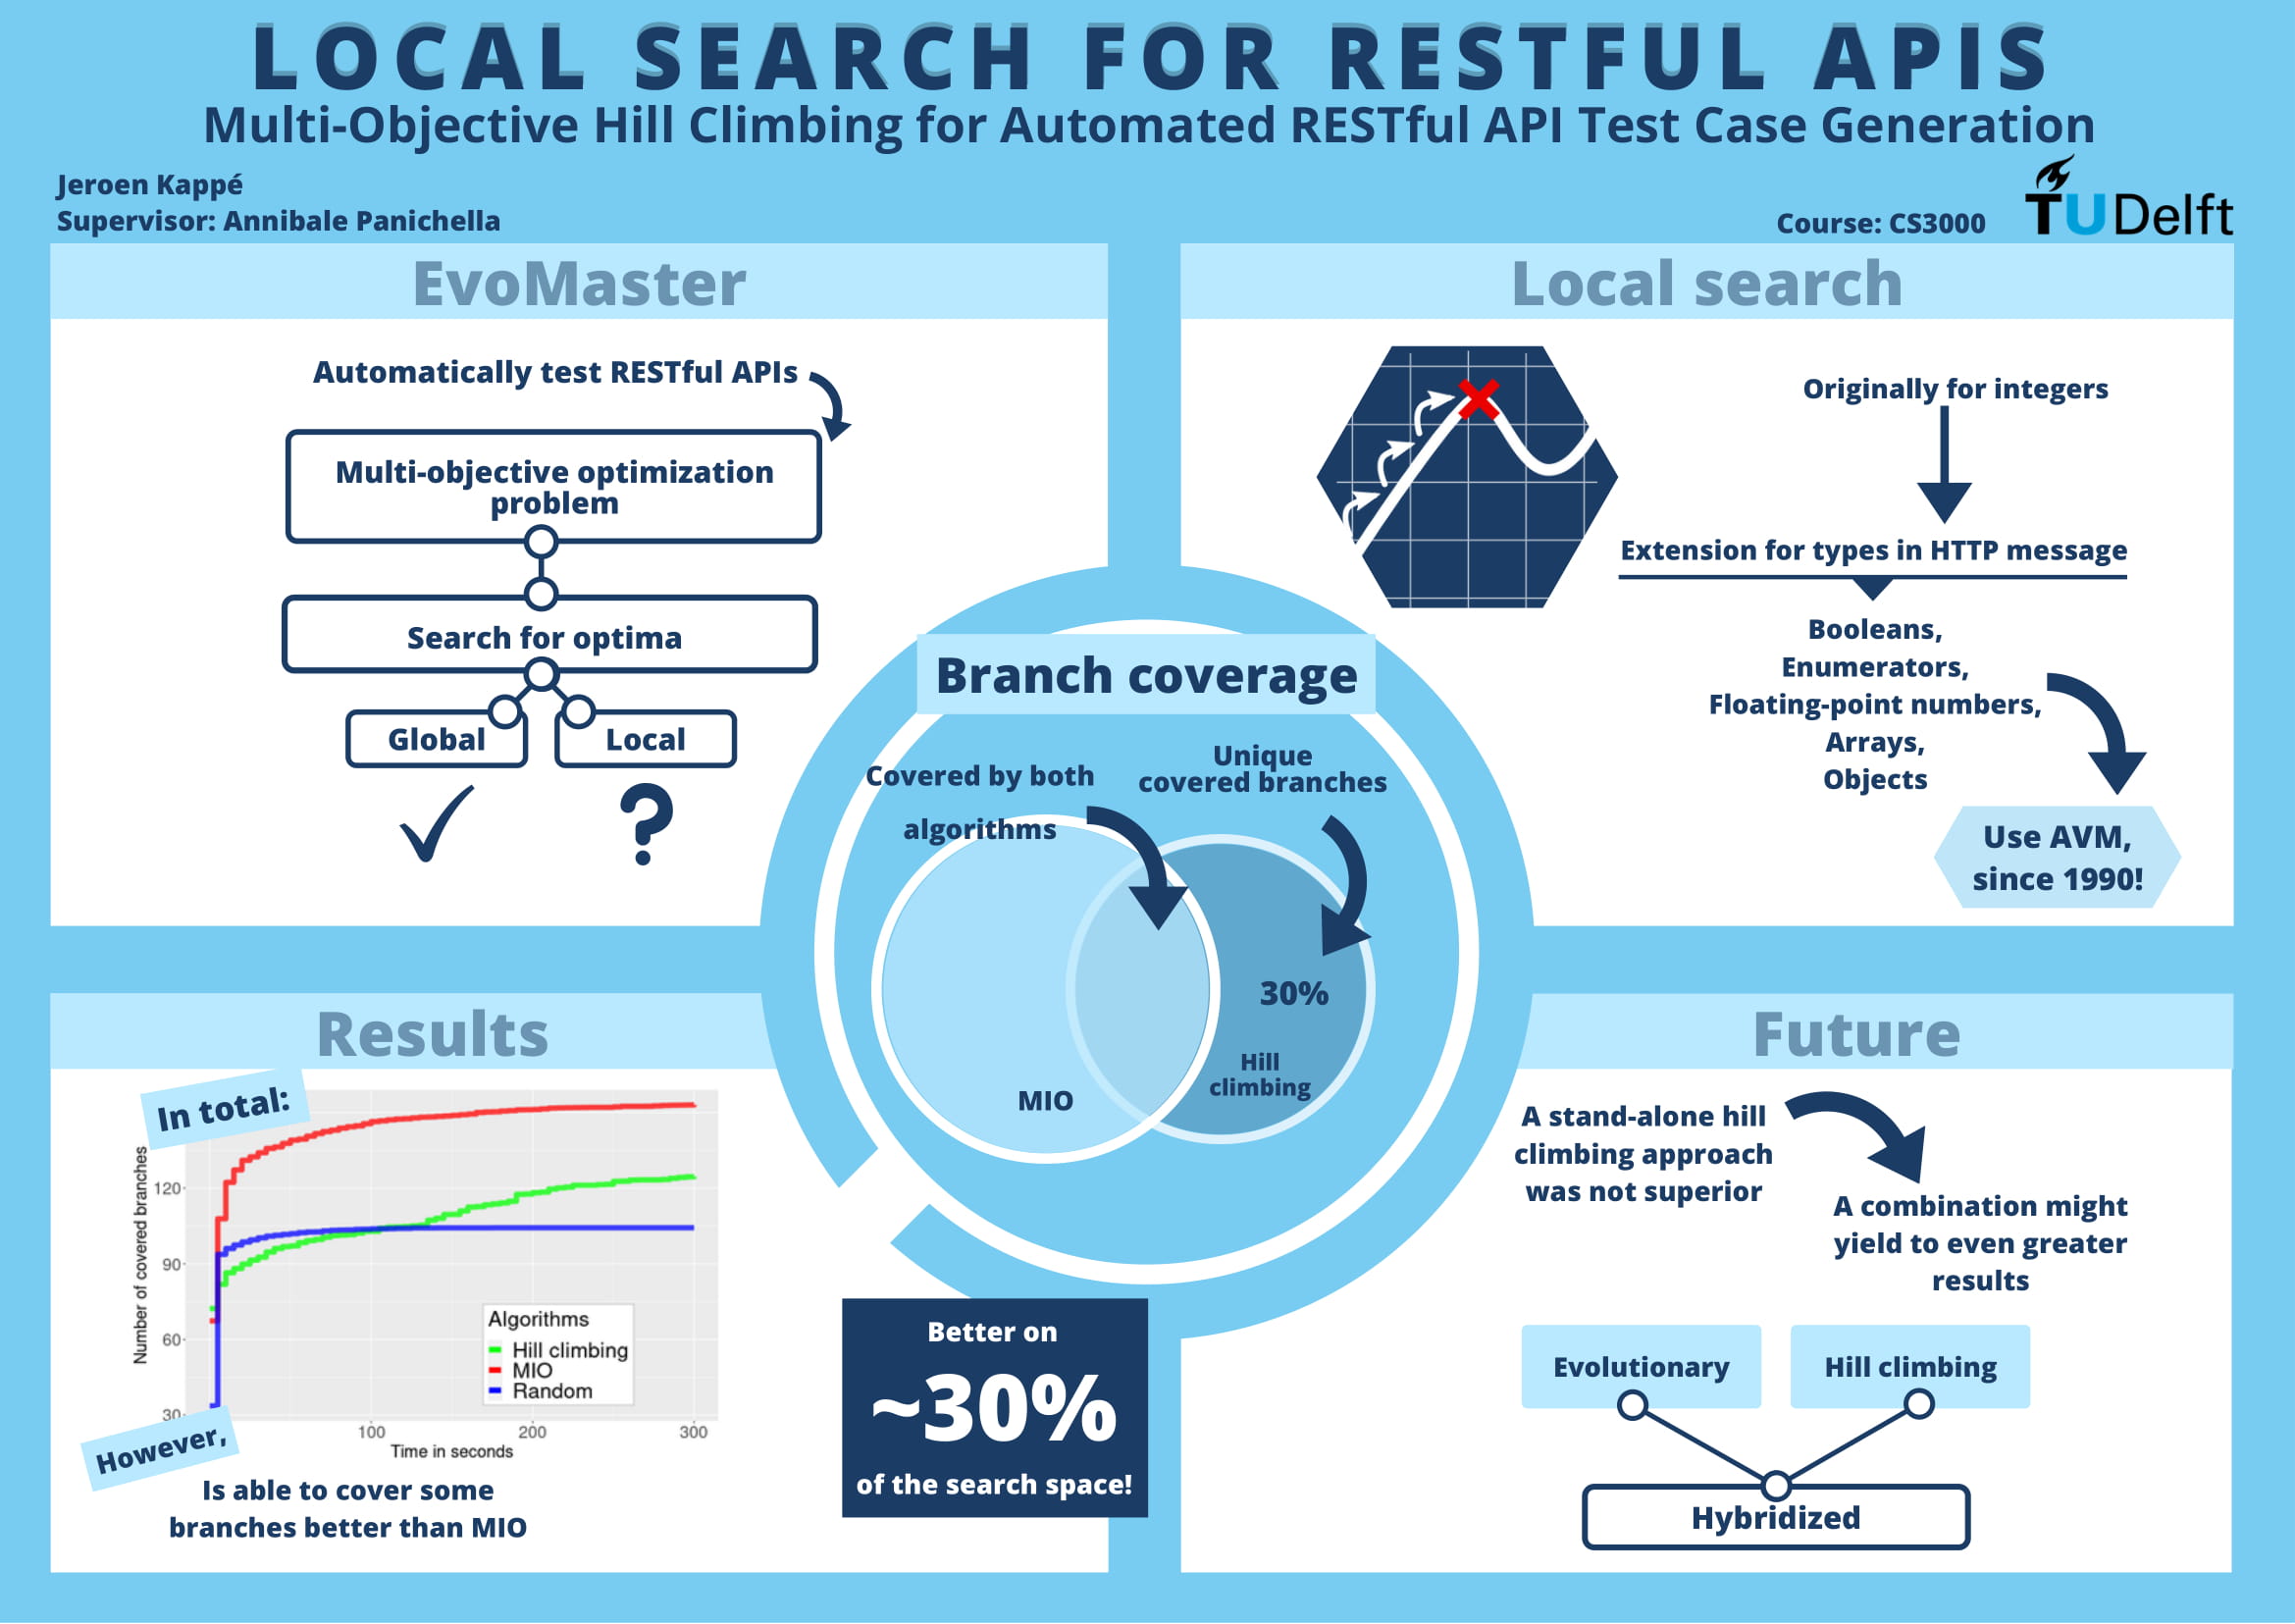 LOCAL SEARCH FOR RESTFUL APIS
Multi-Objective Hill Climbing for Automated RESTful API Test Case Generation
Jeroen Kappé
Supervisor: Annibale Panichella
Course: CS3000
TUDelft
EvoMaster
Automatically test RESTful APIs
Multi-objective optimization
problem
Search for optima
Global
Local
?
Local search
Originally for integers
Extension for types in HTTP message
Booleans,
Enumerators,
Floating-point numbers,
Arrays,
Objects
Use AVM,
since 1990!
Branch coverage
Covered by both
algorithms
Unique
covered branches
30%
Hill
climbing
MIO
Results
In total:
Number of covered branches
120
90
60
30
100
200
300
Time in seconds
Algorithms
Hill climbing
MIO
Random
However,
Is able to cover some
branches better than MIO
Better on
~30%
of the search space!
Future
A stand-alone hill
climbing approach
was not superior
A combination might
yield to even greater
results
Evolutionary
Hill climbing
Hybridized